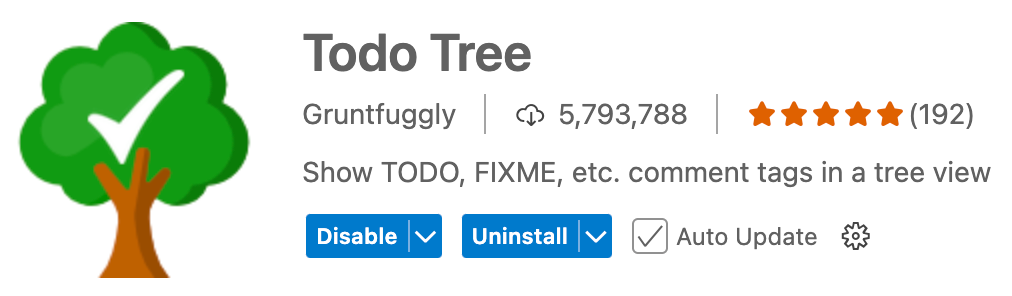 Todo Tree
Gruntfuggly | 5,793,788 | (192)
Show TODO, FIXME, etc. comment tags in a tree view
Disable Uninstall Auto Update